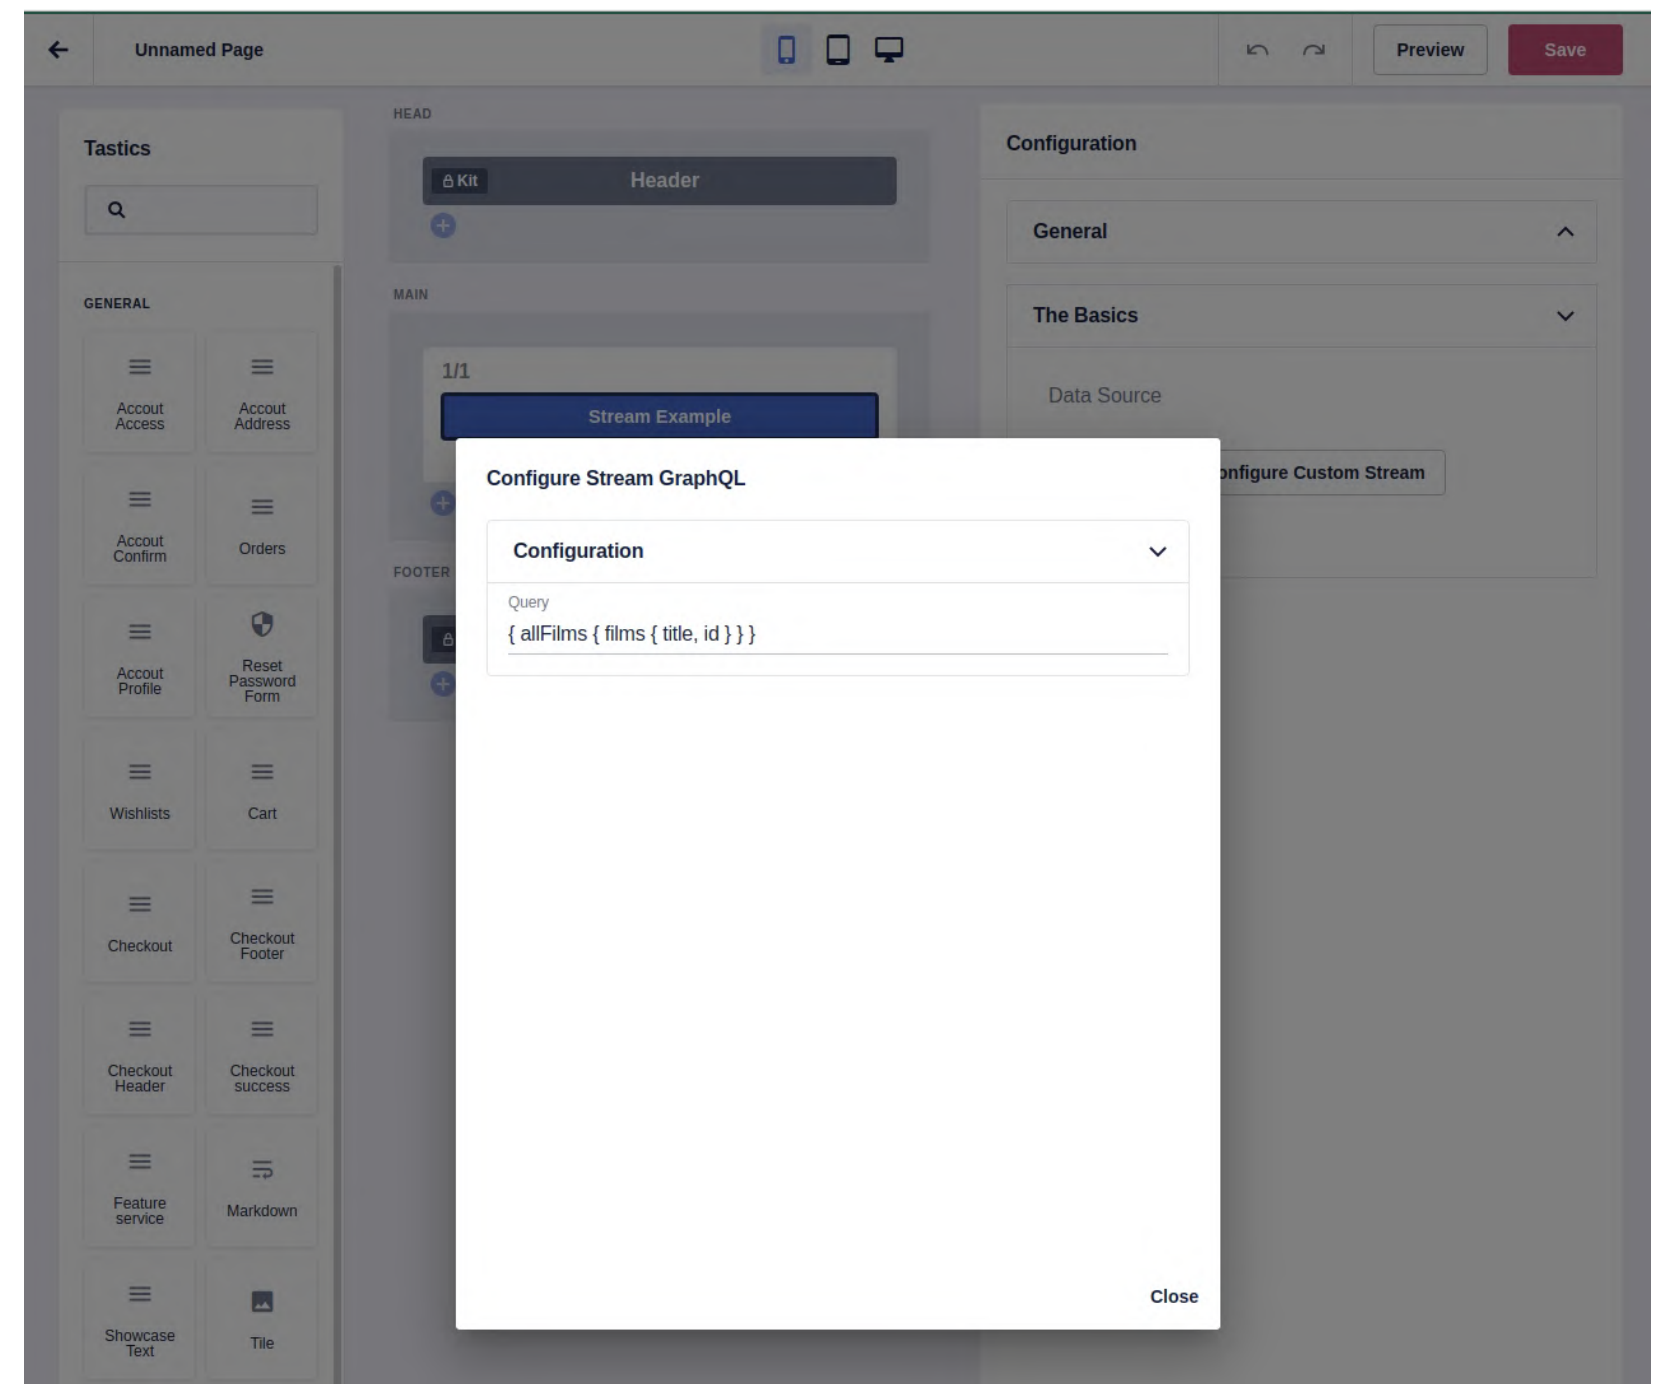 Unnamed Page
Preview
Save
Tastics
GENERAL
Accout
Access
Accout
Address
Accout
Confirm
Orders
Accout
Profile
Reset
Password
Form
Wishlists
Cart
Checkout
Checkout
Footer
Checkout
Header
Checkout
success
Feature
service
Markdown
Showcase
Text
Tile
HEAD
Kit
Header
MAIN
1/1
Stream Example
FOOTER
Configuration
General
The Basics
Data Source
onfigure Custom Stream
Configure Stream GraphQL
Configuration
Query
{ allFilms { films { title, id } } }
Close